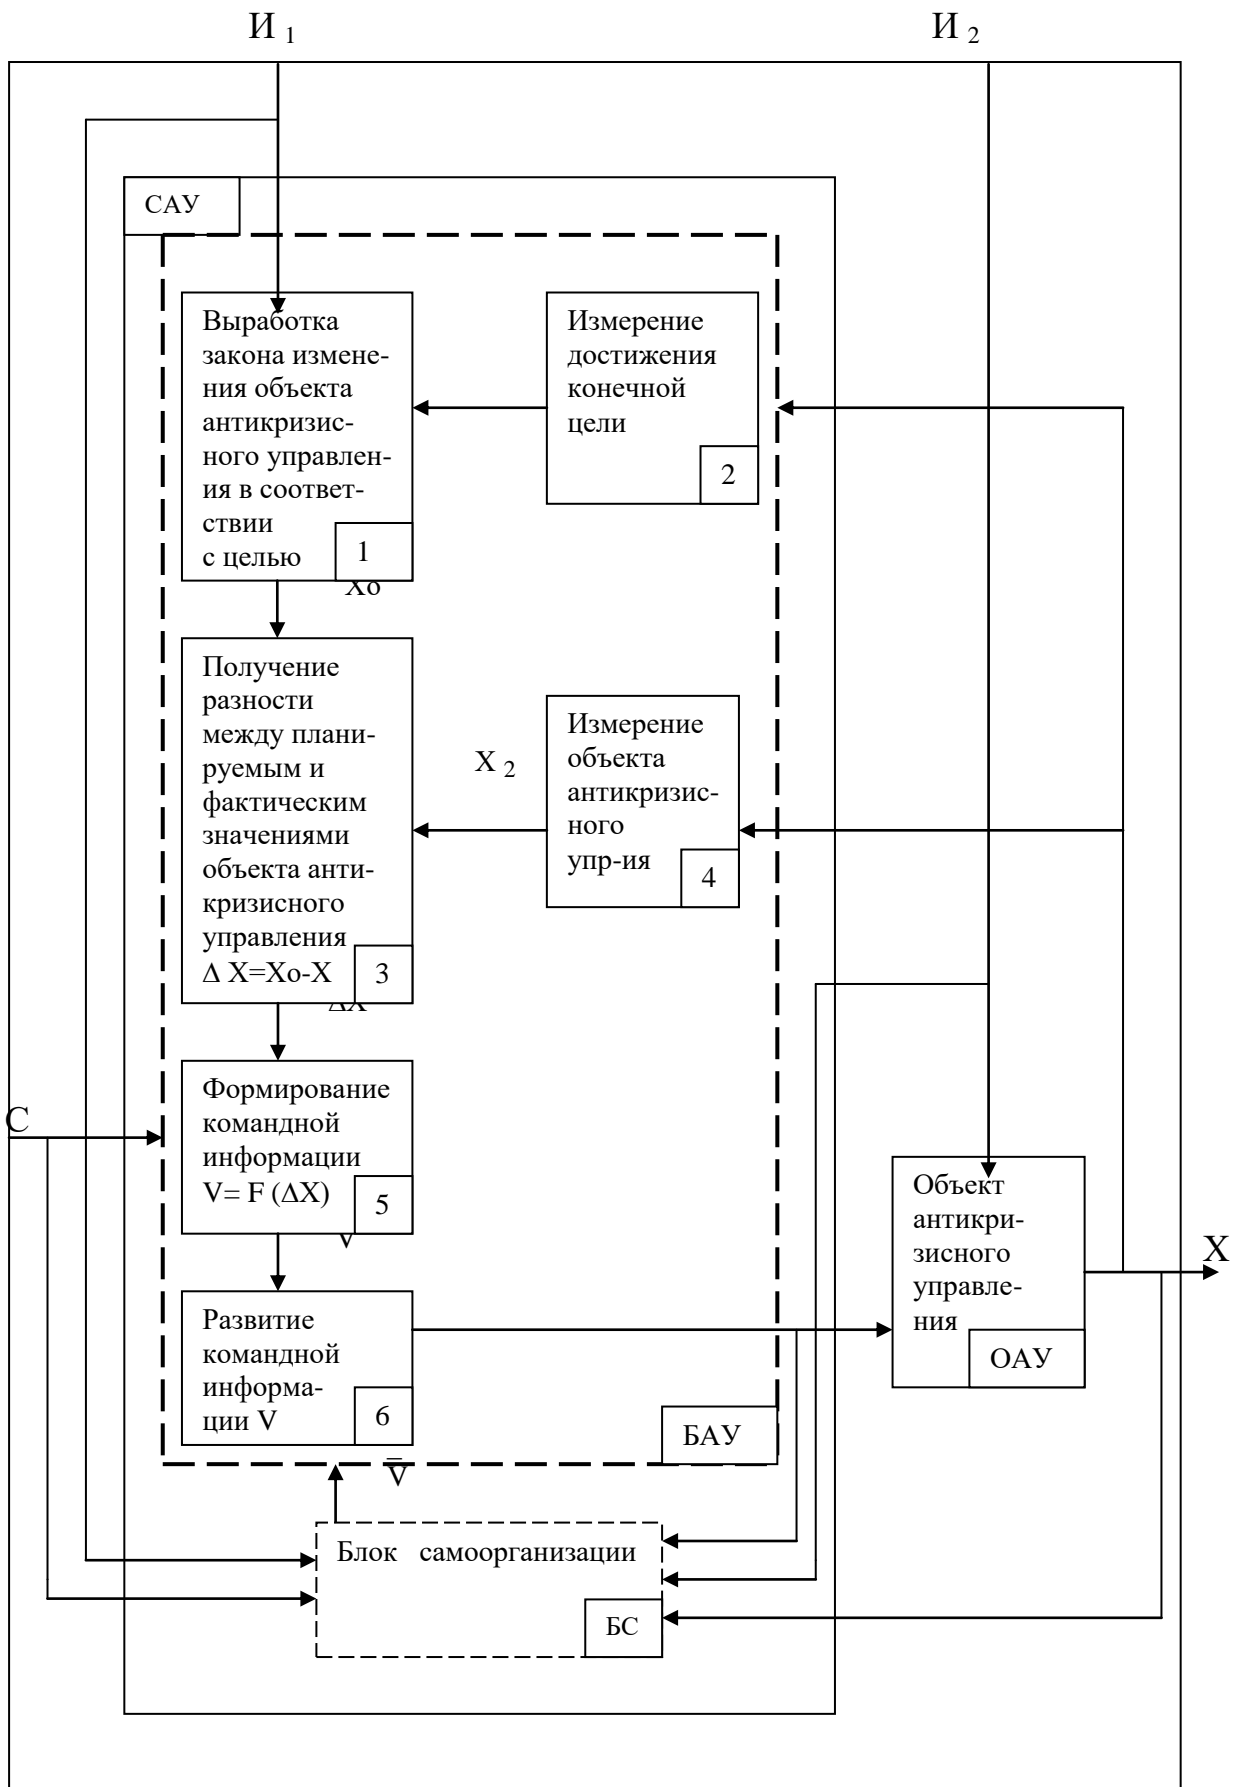 И 1
И 2
САУ
Выработка
закона измене-
ния объекта
антикризис-
ного управлен-
ия в соответ-
ствии
с целью
1
Измерение
достижения
конечной
цели
2
Хо
Получение
разности
между плани-
руемым и
фактическим
значениями
объекта анти-
кризисного
управления
Δ Х=Хо-Х
3
Х 2
Измерение
объекта
антикризис-
ного
упр-ия
4
ΔХ
С
Формирование
командной
информации
V= F (ΔХ)
5
V
Объект
антикри-
зисного
управле-
ния
ОАУ
Х
Развитие
командной
информа-
ции V
6
БАУ
V̅
Блок самоорганизации
БС